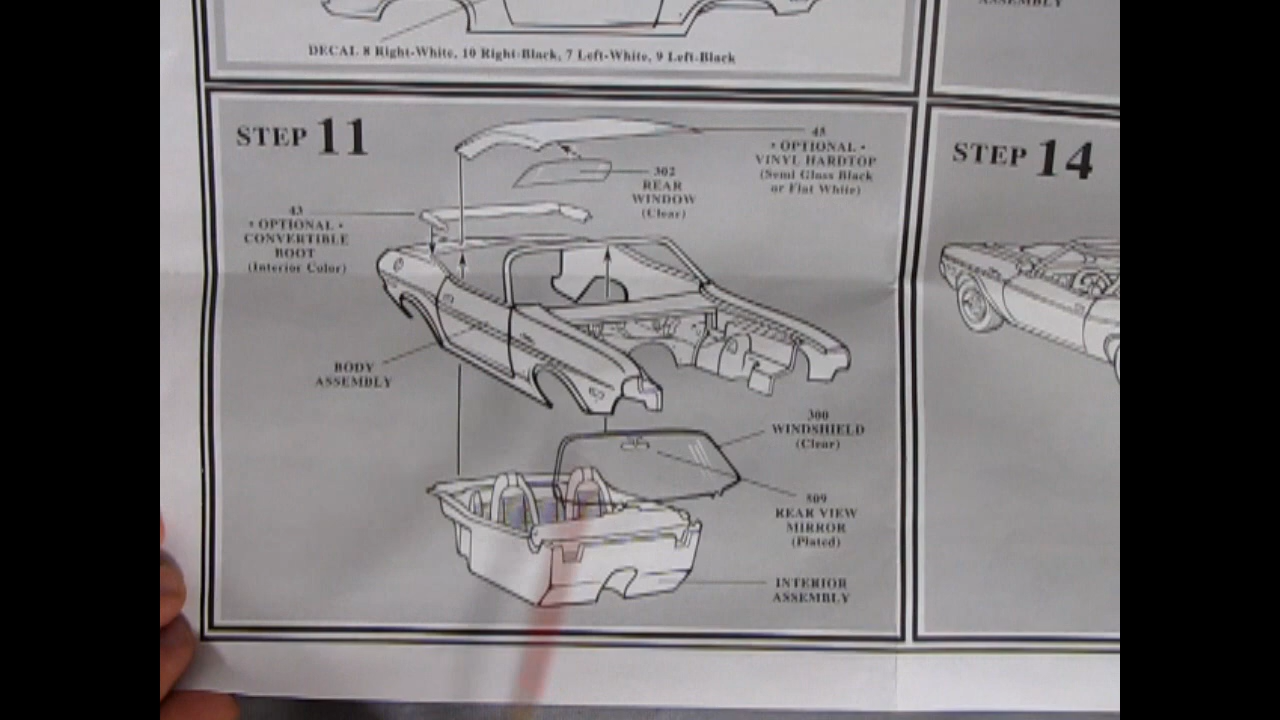 ASSEMBLY
DECAL 8 Right-White, 10 Right-Black, 7 Left-White, 9 Left-Black
STEP 11
45
• OPTIONAL •
VINYL HARDTOP
(Semi Gloss Black
or Flat White)
302
REAR
WINDOW
(Clear)
43
• OPTIONAL •
CONVERTIBLE
BOOT
(Interior Color)
BODY
ASSEMBLY
300
WINDSHIELD
(Clear)
509
REAR VIEW
MIRROR
(Plated)
INTERIOR
ASSEMBLY
STEP 14